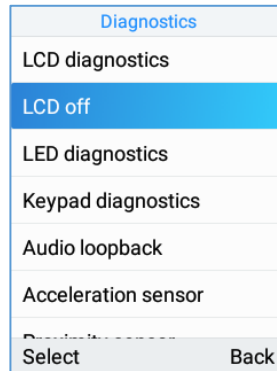 Diagnostics
LCD diagnostics
LCD off
LED diagnostics
Keypad diagnostics
Audio loopback
Acceleration sensor
Select Back